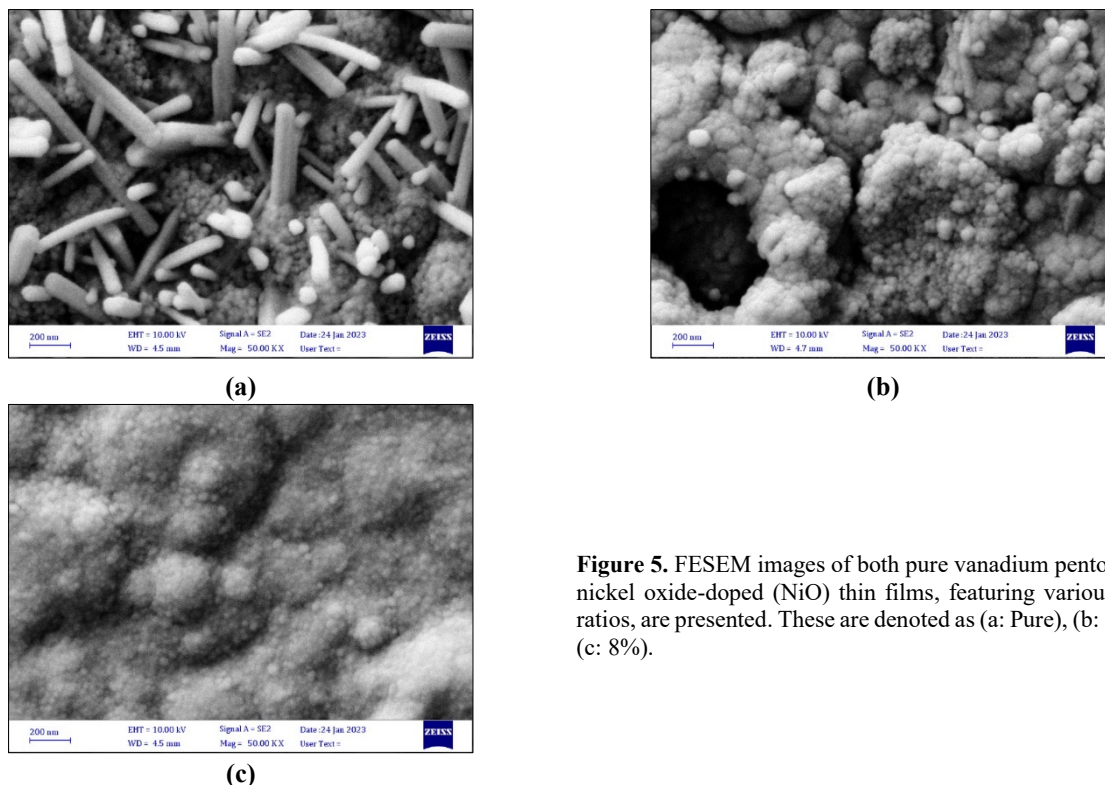 200 nm
EHT = 10.00 kV Signal A = SE2 Date :24 Jan 2023
WD = 4.5 mm Mag = 50.00 KX User Text =
ZEISS
(a)
200 nm
EHT = 10.00 kV Signal A = SE2 Date :24 Jan 2023
WD = 4.7 mm Mag = 50.00 KX User Text =
ZEISS
(b)
200 nm
EHT = 10.00 kV Signal A = SE2 Date :24 Jan 2023
WD = 4.5 mm Mag = 50.00 KX User Text =
ZEISS
(c)
Figure 5. FESEM images of both pure vanadium
nickel oxide-doped (NiO) thin films, featuring
ratios, are presented. These are denoted as (a: Pure), (b:
(c: 8%).